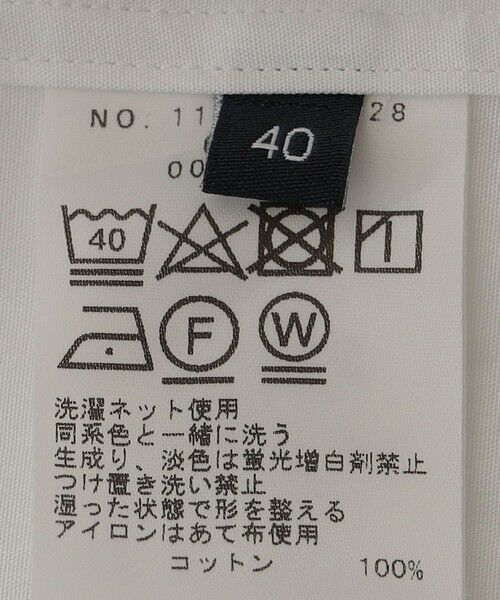 NO. 11 28
40
00
40
F
W
洗濯ネット使用
同系色と一緒に洗う
生成り、淡色は蛍光増白剤禁止
つけ置き洗い禁止
湿った状態で形を整える
アイロンはあて布使用
コットン 100%